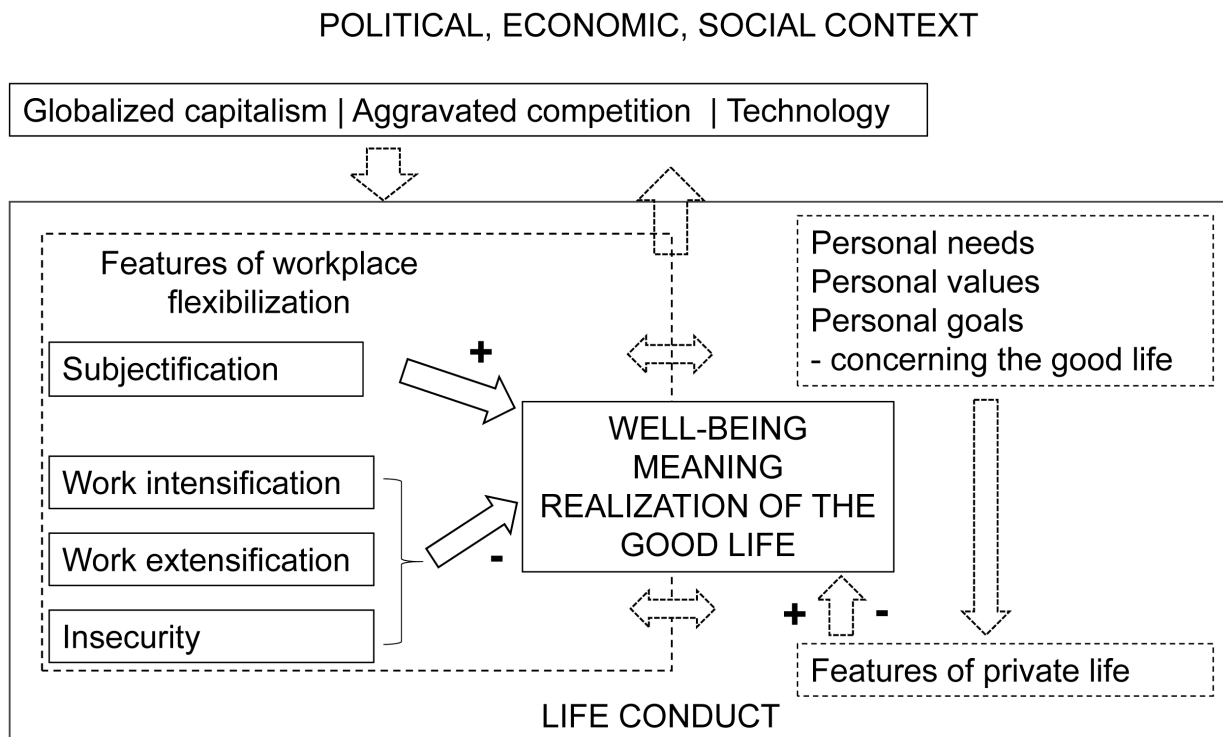 POLITICAL, ECONOMIC, SOCIAL CONTEXT
Globalized capitalism | Aggravated competition | Technology
Features of workplace
flexibilization
Subjectification
+
Work intensification
Work extensification
Insecurity
-
WELL-BEING
MEANING
REALIZATION OF THE
GOOD LIFE
Personal needs
Personal values
Personal goals
- concerning the good life
+ -
Features of private life
LIFE CONDUCT